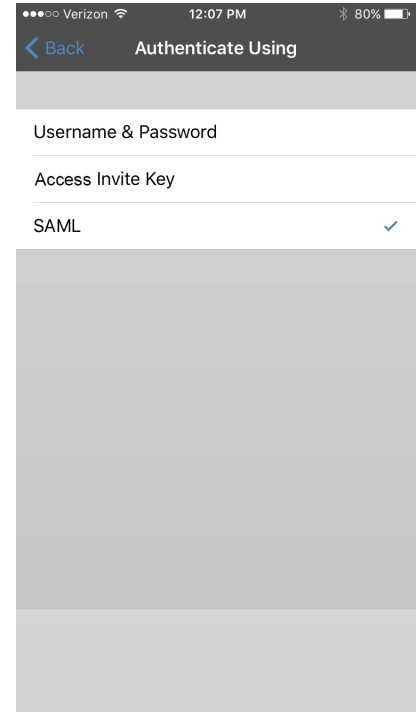 Verizon 12:07 PM 80%
Back Authenticate Using
Username & Password
Access Invite Key
SAML